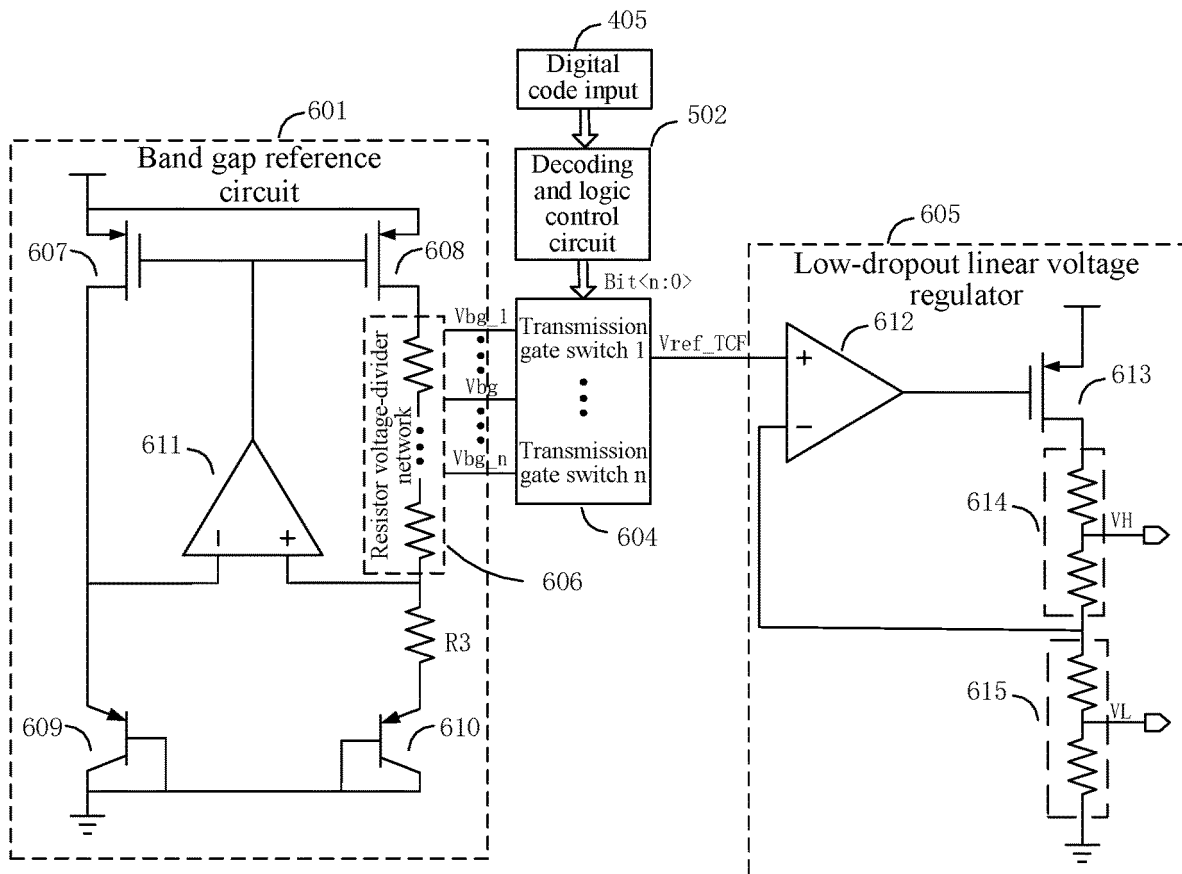 405
Digital
code input
502
601
Band gap reference
circuit
Decoding
and logic
control
circuit
605
Low-dropout linear voltage
regulator
607
608
Bit<n:0>
612
Vbg_1
Transmission
gate switch 1
Vref_TCF
+
−
613
Resistor voltage-divider
network
Vbg
611
Vbg_n
Transmission
gate switch n
614
VH
604
− +
606
R3
615
VL
609
610